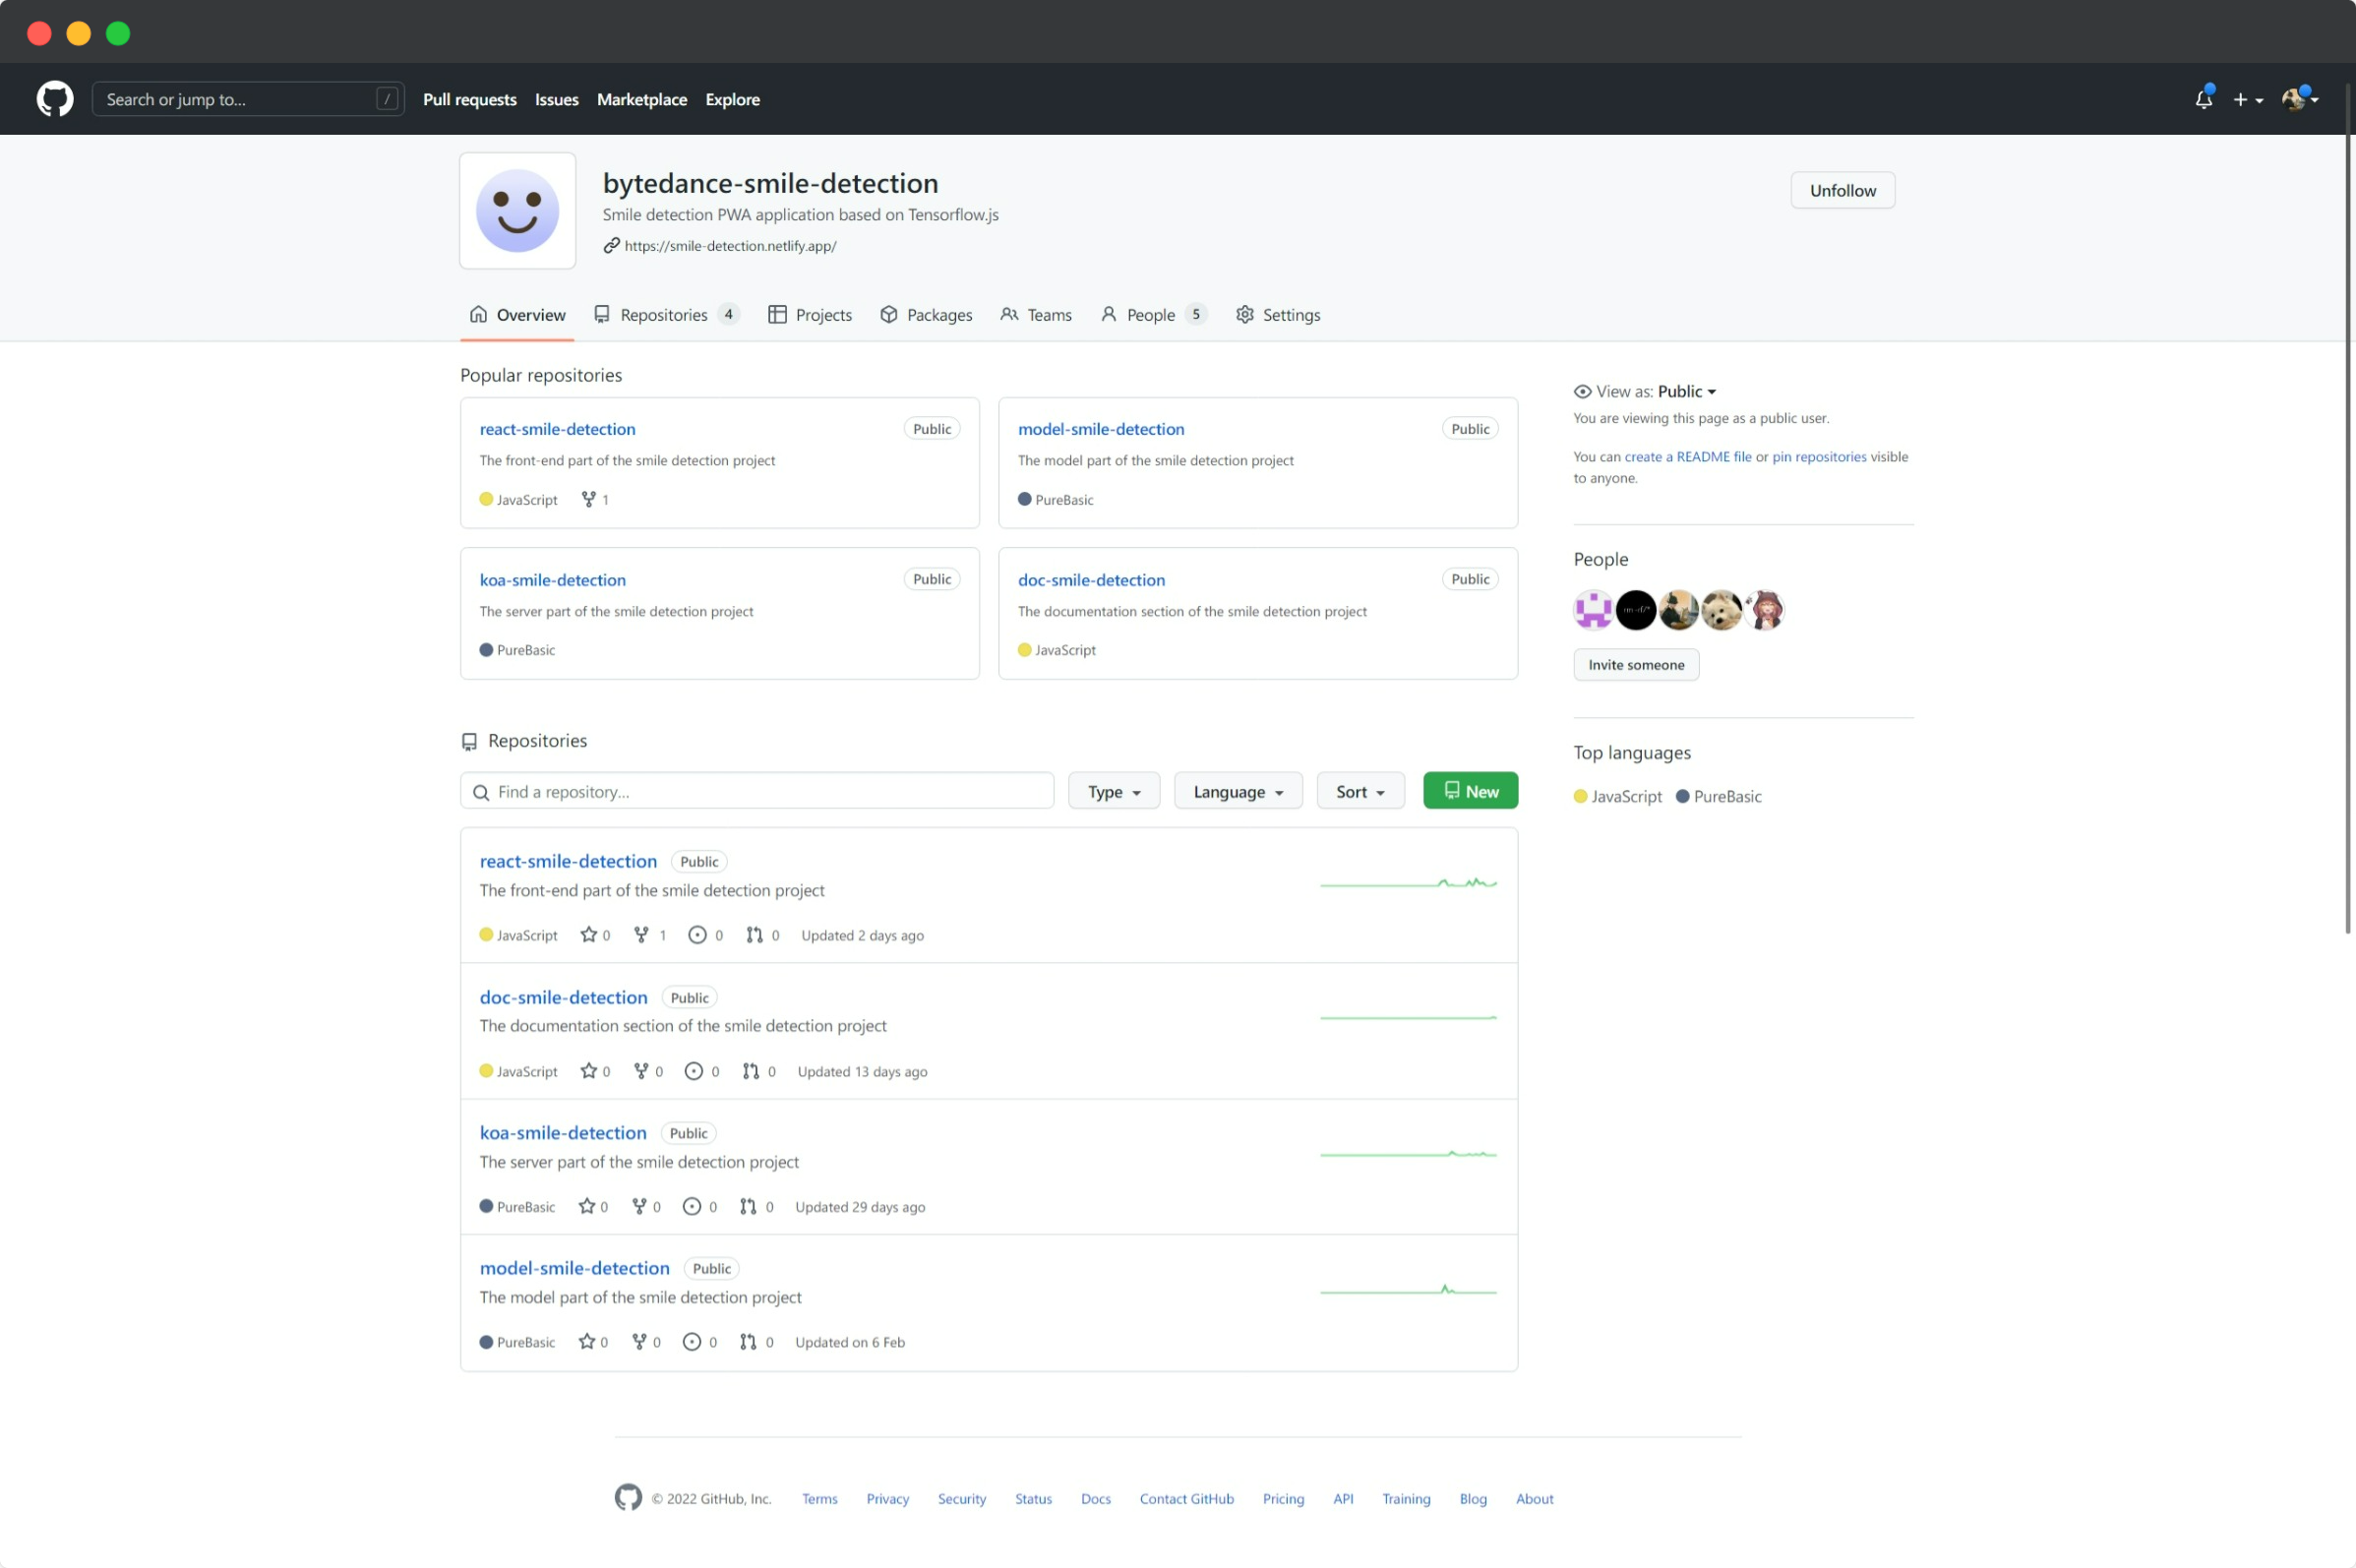 Search or jump to... / Pull requests Issues Marketplace Explore
bytedance-smile-detection
Unfollow
Smile detection PWA application based on Tensorflow.js
https://smile-detection.netlify.app/
Overview Repositories 4 Projects Packages Teams People 5 Settings
Popular repositories
react-smile-detection Public
The front-end part of the smile detection project
JavaScript 1
model-smile-detection Public
The model part of the smile detection project
PureBasic
koa-smile-detection Public
The server part of the smile detection project
PureBasic
doc-smile-detection Public
The documentation section of the smile detection project
JavaScript
Repositories
Find a repository... Type Language Sort New
react-smile-detection Public
The front-end part of the smile detection project
JavaScript 0 1 0 0 Updated 2 days ago
doc-smile-detection Public
The documentation section of the smile detection project
JavaScript 0 0 0 0 Updated 13 days ago
koa-smile-detection Public
The server part of the smile detection project
PureBasic 0 0 0 0 Updated 29 days ago
model-smile-detection Public
The model part of the smile detection project
PureBasic 0 0 0 0 Updated on 6 Feb
View as: Public
You are viewing this page as a public user.
You can create a README file or pin repositories visible
to anyone.
People
rm -rf/*
Invite someone
Top languages
JavaScript PureBasic
© 2022 GitHub, Inc. Terms Privacy Security Status Docs Contact GitHub Pricing API Training Blog About